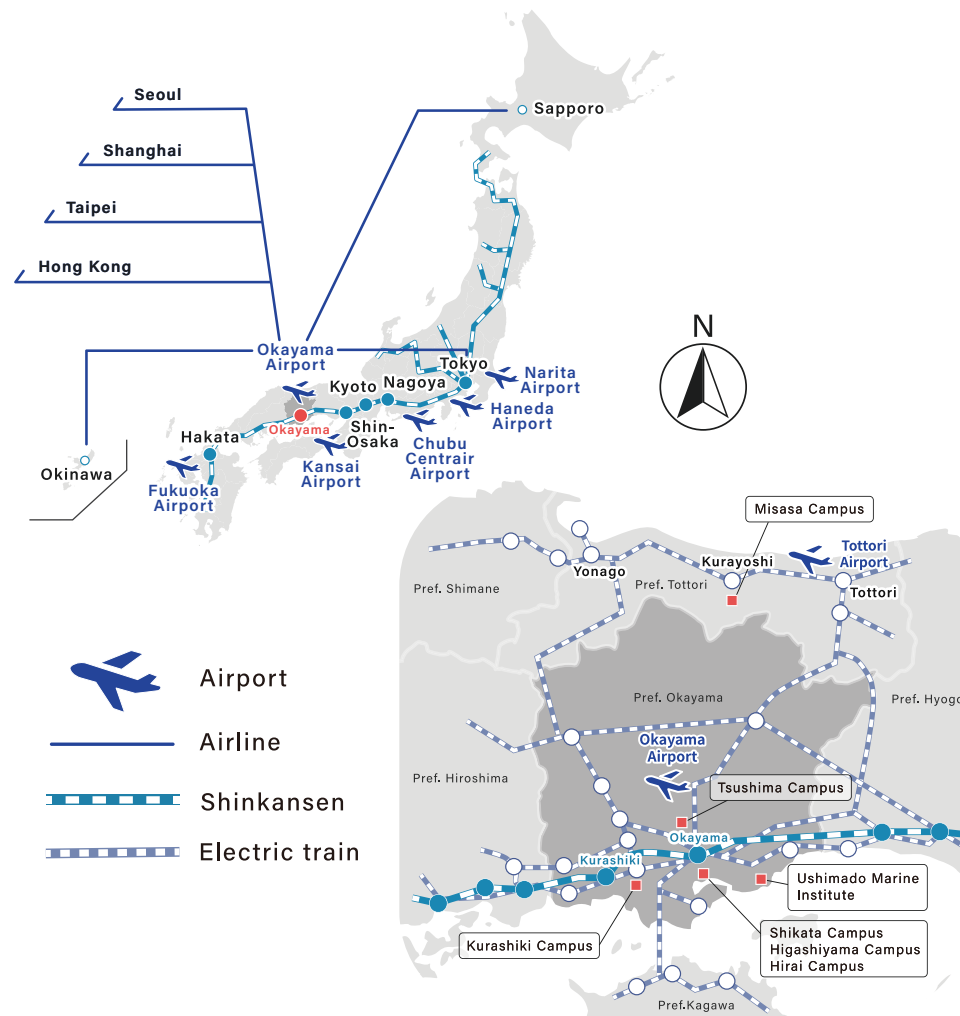 Seoul
Sapporo
Shanghai
Taipei
Hong Kong
N
Okayama
Airport
Tokyo
Narita
Airport
Kyoto
Nagoya
Haneda
Airport
Okayama
Shin-
Osaka
Hakata
Chubu
Centrair
Airport
Kansai
Airport
Okinawa
Fukuoka
Airport
Misasa Campus
Tottori
Airport
Kurayoshi
Yonago
Pref. Shimane
Pref. Tottori
Tottori
Airport
Airline
Shinkansen
Electric train
Pref. Okayama
Pref. Hyogo
Okayama
Airport
Pref. Hiroshima
Tsushima Campus
Okayama
Kurashiki
Ushimado Marine
Institute
Kurashiki Campus
Shikata Campus
Higashiyama Campus
Hirai Campus
Pref.Kagawa